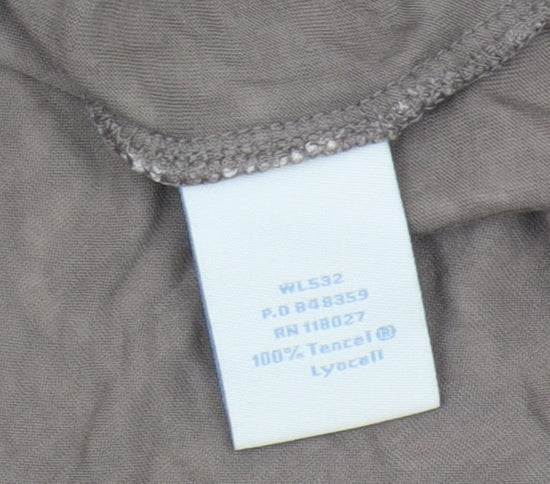 WL532
P.O 848359
RN 118027
100% Tencel®
Lyocell